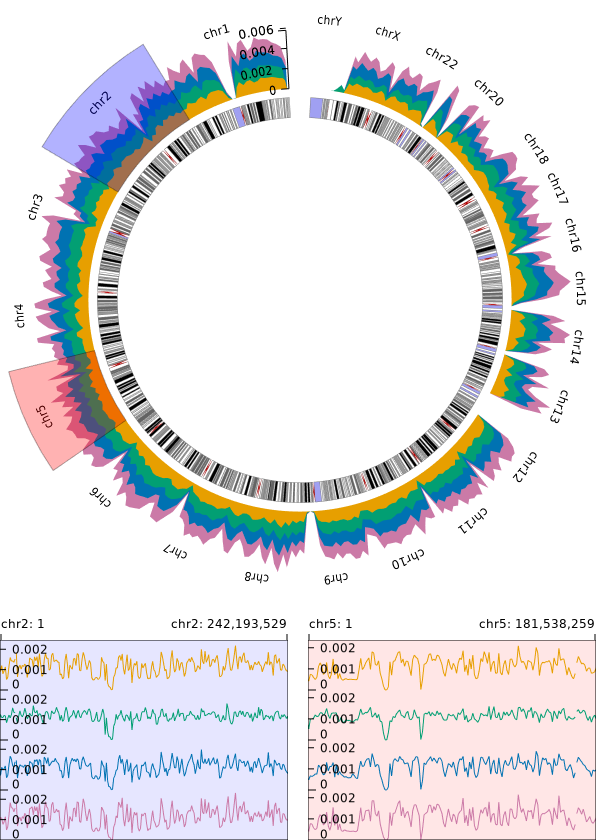 chrY
chr1
0.006
0.004
0.002
0
chrX
chr22
chr20
chr18
chr17
chr16
chr15
chr14
chr13
chr12
chr11
chr10
chr9
chr8
chr7
chr6
chr5
chr4
chr3
chr2
chr2: 1
chr2: 242,193,529
chr5: 1
chr5: 181,538,259
0.002
0.001
0
0.002
0.001
0
0.002
0.001
0
0.002
0.001
0.002
0.001
0
0.002
0.001
0
0.002
0.001
0
0.002
0.001